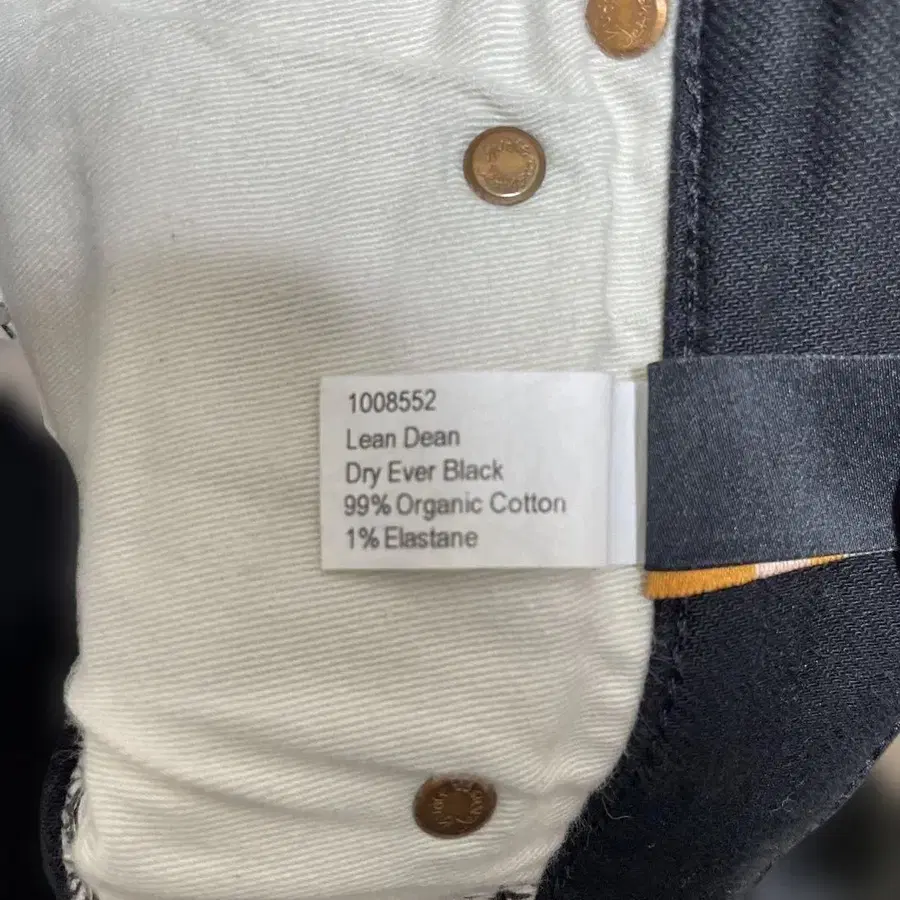 1008552
Lean Dean
Dry Ever Black
99% Organic Cotton
1% Elastane